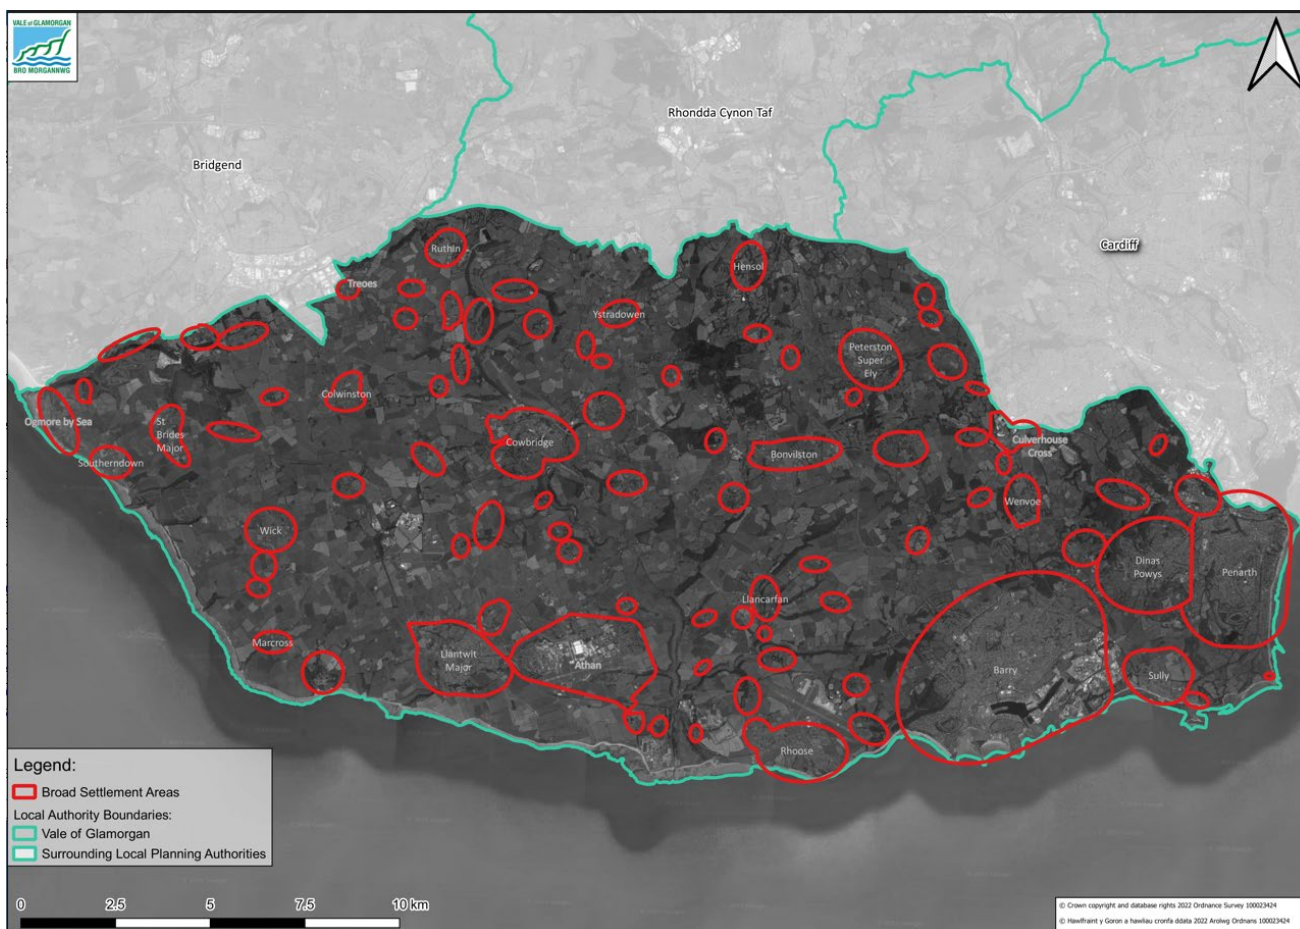 VALE of GLAMORGAN
BRO MORGANNWG
Rhondda Cynon Taf
Bridgend
Cardiff
Ruthin
Hensol
Treoes
Ystradowen
Peterston
Super
Ely
Colwinston
Ogmore by Sea
St
Brides
Major
Cowbridge
Culverhouse
Cross
Bonvilston
Southerndown
Wenvoe
Wick
Dinas
Powys
Penarth
Llancarfan
Marcross
Llantwit
Major
Athan
Barry
Sully
Rhoose
Legend:
Broad Settlement Areas
Local Authority Boundaries:
Vale of Glamorgan
Surrounding Local Planning Authorities
0 2.5 5 7.5 10 km
© Crown copyright and database rights 2022 Ordnance Survey 100023424
© Hawlfraint y Goron a hawliau cronfa ddata 2022 Arolwg Ordnans 100023424